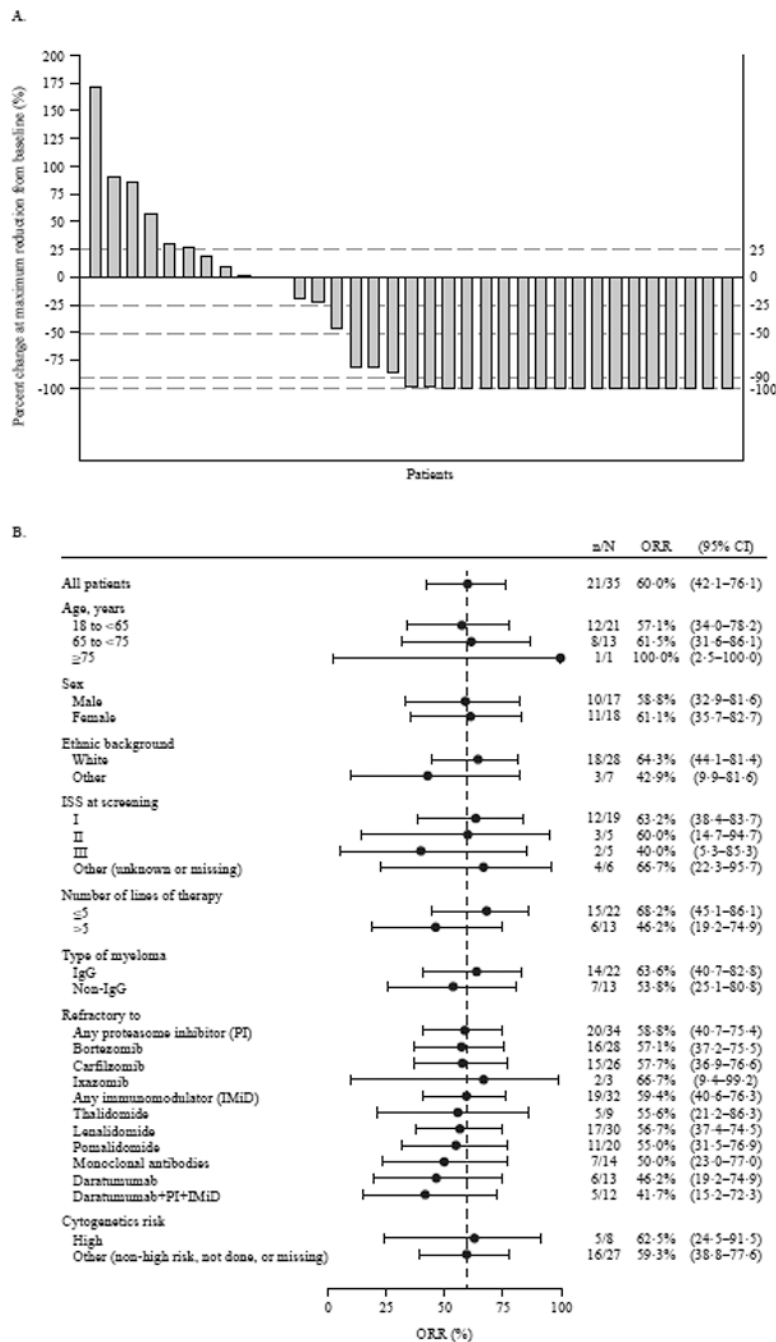 A.
Percent change at maximum reduction from baseline (%)
200
175
150
125
100
75
50
25
0
-25
-50
-75
-100
25
0
-25
-50
-90
-100
Patients
B.
n/N ORR (95% CI)
All patients 21/35 60·0% (42·1–76·1)
Age, years
18 to <65 12/21 57·1% (34·0–78·2)
65 to <75 8/13 61·5% (31·6–86·1)
≥75 1/1 100·0% (2·5–100·0)
Sex
Male 10/17 58·8% (32·9–81·6)
Female 11/18 61·1% (35·7–82·7)
Ethnic background
White 18/28 64·3% (44·1–81·4)
Other 3/7 42·9% (9·9–81·6)
ISS at screening
I 12/19 63·2% (38·4–83·7)
II 3/5 60·0% (14·7–94·7)
III 2/5 40·0% (5·3–85·3)
Other (unknown or missing) 4/6 66·7% (22·3–95·7)
Number of lines of therapy
≤5 15/22 68·2% (45·1–86·1)
>5 6/13 46·2% (19·2–74·9)
Type of myeloma
IgG 14/22 63·6% (40·7–82·8)
Non-IgG 7/13 53·8% (25·1–80·8)
Refractory to
Any proteasome inhibitor (PI) 20/34 58·8% (40·7–75·4)
Bortezomib 16/28 57·1% (37·2–75·5)
Carfilzomib 15/26 57·7% (36·9–76·6)
Ixazomib 2/3 66·7% (9·4–99·2)
Any immunomodulator (IMiD) 19/32 59·4% (40·6–76·3)
Thalidomide 5/9 55·6% (21·2–86·3)
Lenalidomide 17/30 56·7% (37·4–74·5)
Pomalidomide 11/20 55·0% (31·5–76·9)
Monoclonal antibodies 7/14 50·0% (23·0–77·0)
Daratumumab 6/13 46·2% (19·2–74·9)
Daratumumab+PI+IMiD 5/12 41·7% (15·2–72·3)
Cytogenetics risk
High 5/8 62·5% (24·5–91·5)
Other (non-high risk, not done, or missing) 16/27 59·3% (38·8–77·6)
0 25 50 75 100
ORR (%)